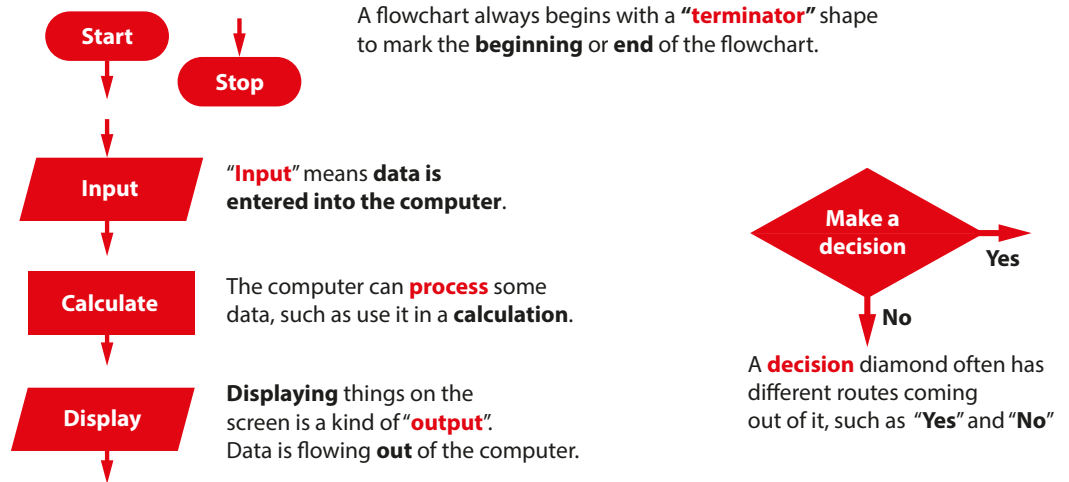 Start
Stop
A flowchart always begins with a “terminator” shape
to mark the beginning or end of the flowchart.
Input
“Input” means data is
entered into the computer.
Calculate
The computer can process some
data, such as use it in a calculation.
Display
Displaying things on the
screen is a kind of “output”.
Data is flowing out of the computer.
Make a
decision
Yes
No
A decision diamond often has
different routes coming
out of it, such as “Yes” and “No”